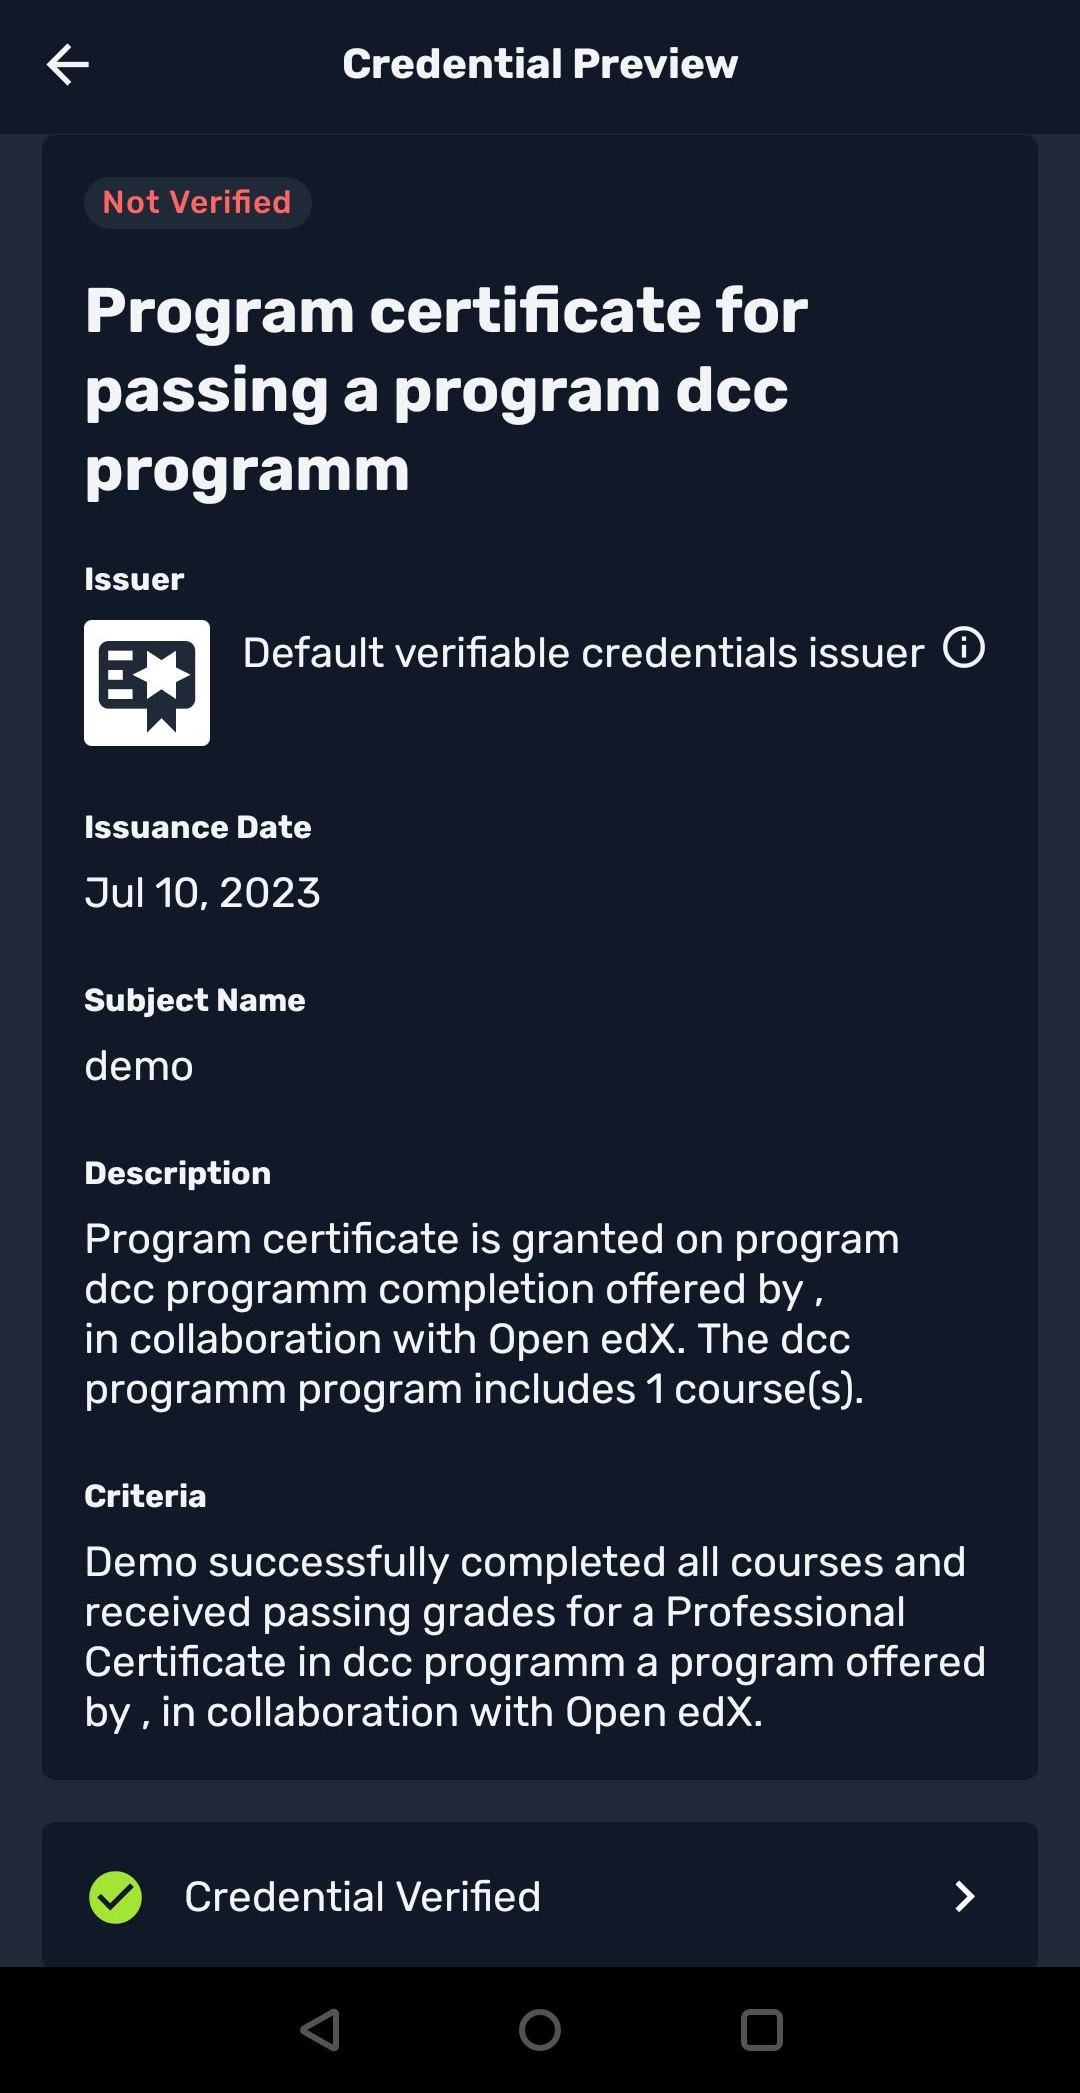 Credential Preview
Not Verified
Program certificate for
passing a program dcc
programm
Issuer
Default verifiable credentials issuer
Issuance Date
Jul 10, 2023
Subject Name
demo
Description
Program certificate is granted on program
dcc programm completion offered by ,
in collaboration with Open edX. The dcc
programm program includes 1 course(s).
Criteria
Demo successfully completed all courses and
received passing grades for a Professional
Certificate in dcc programm a program offered
by , in collaboration with Open edX.
Credential Verified